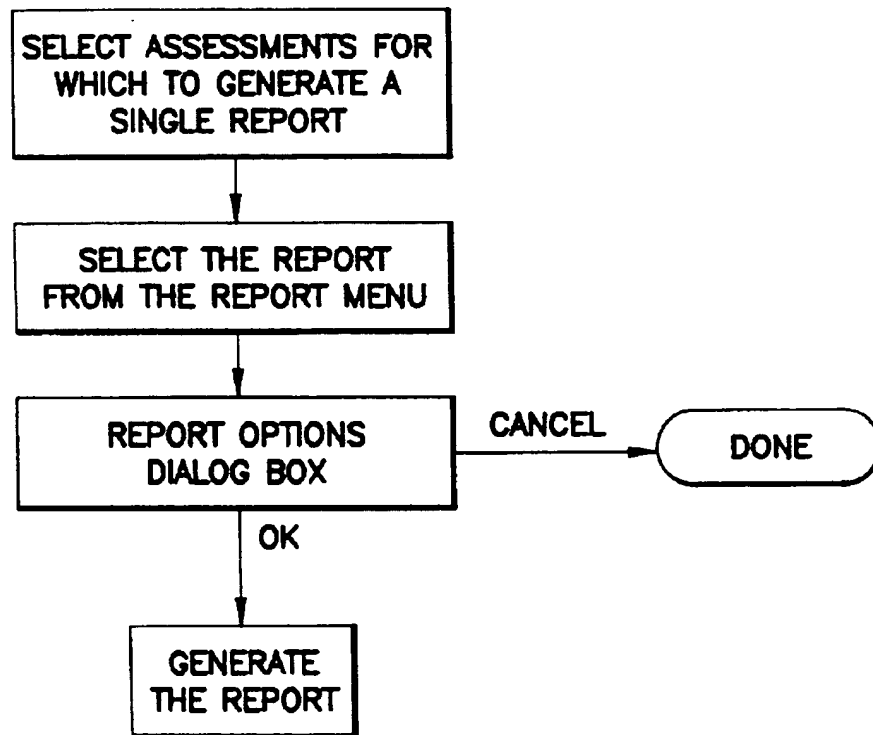 SELECT ASSESSMENTS FOR
WHICH TO GENERATE A
SINGLE REPORT
SELECT THE REPORT
FROM THE REPORT MENU
REPORT OPTIONS
DIALOG BOX
CANCEL
DONE
OK
GENERATE
THE REPORT